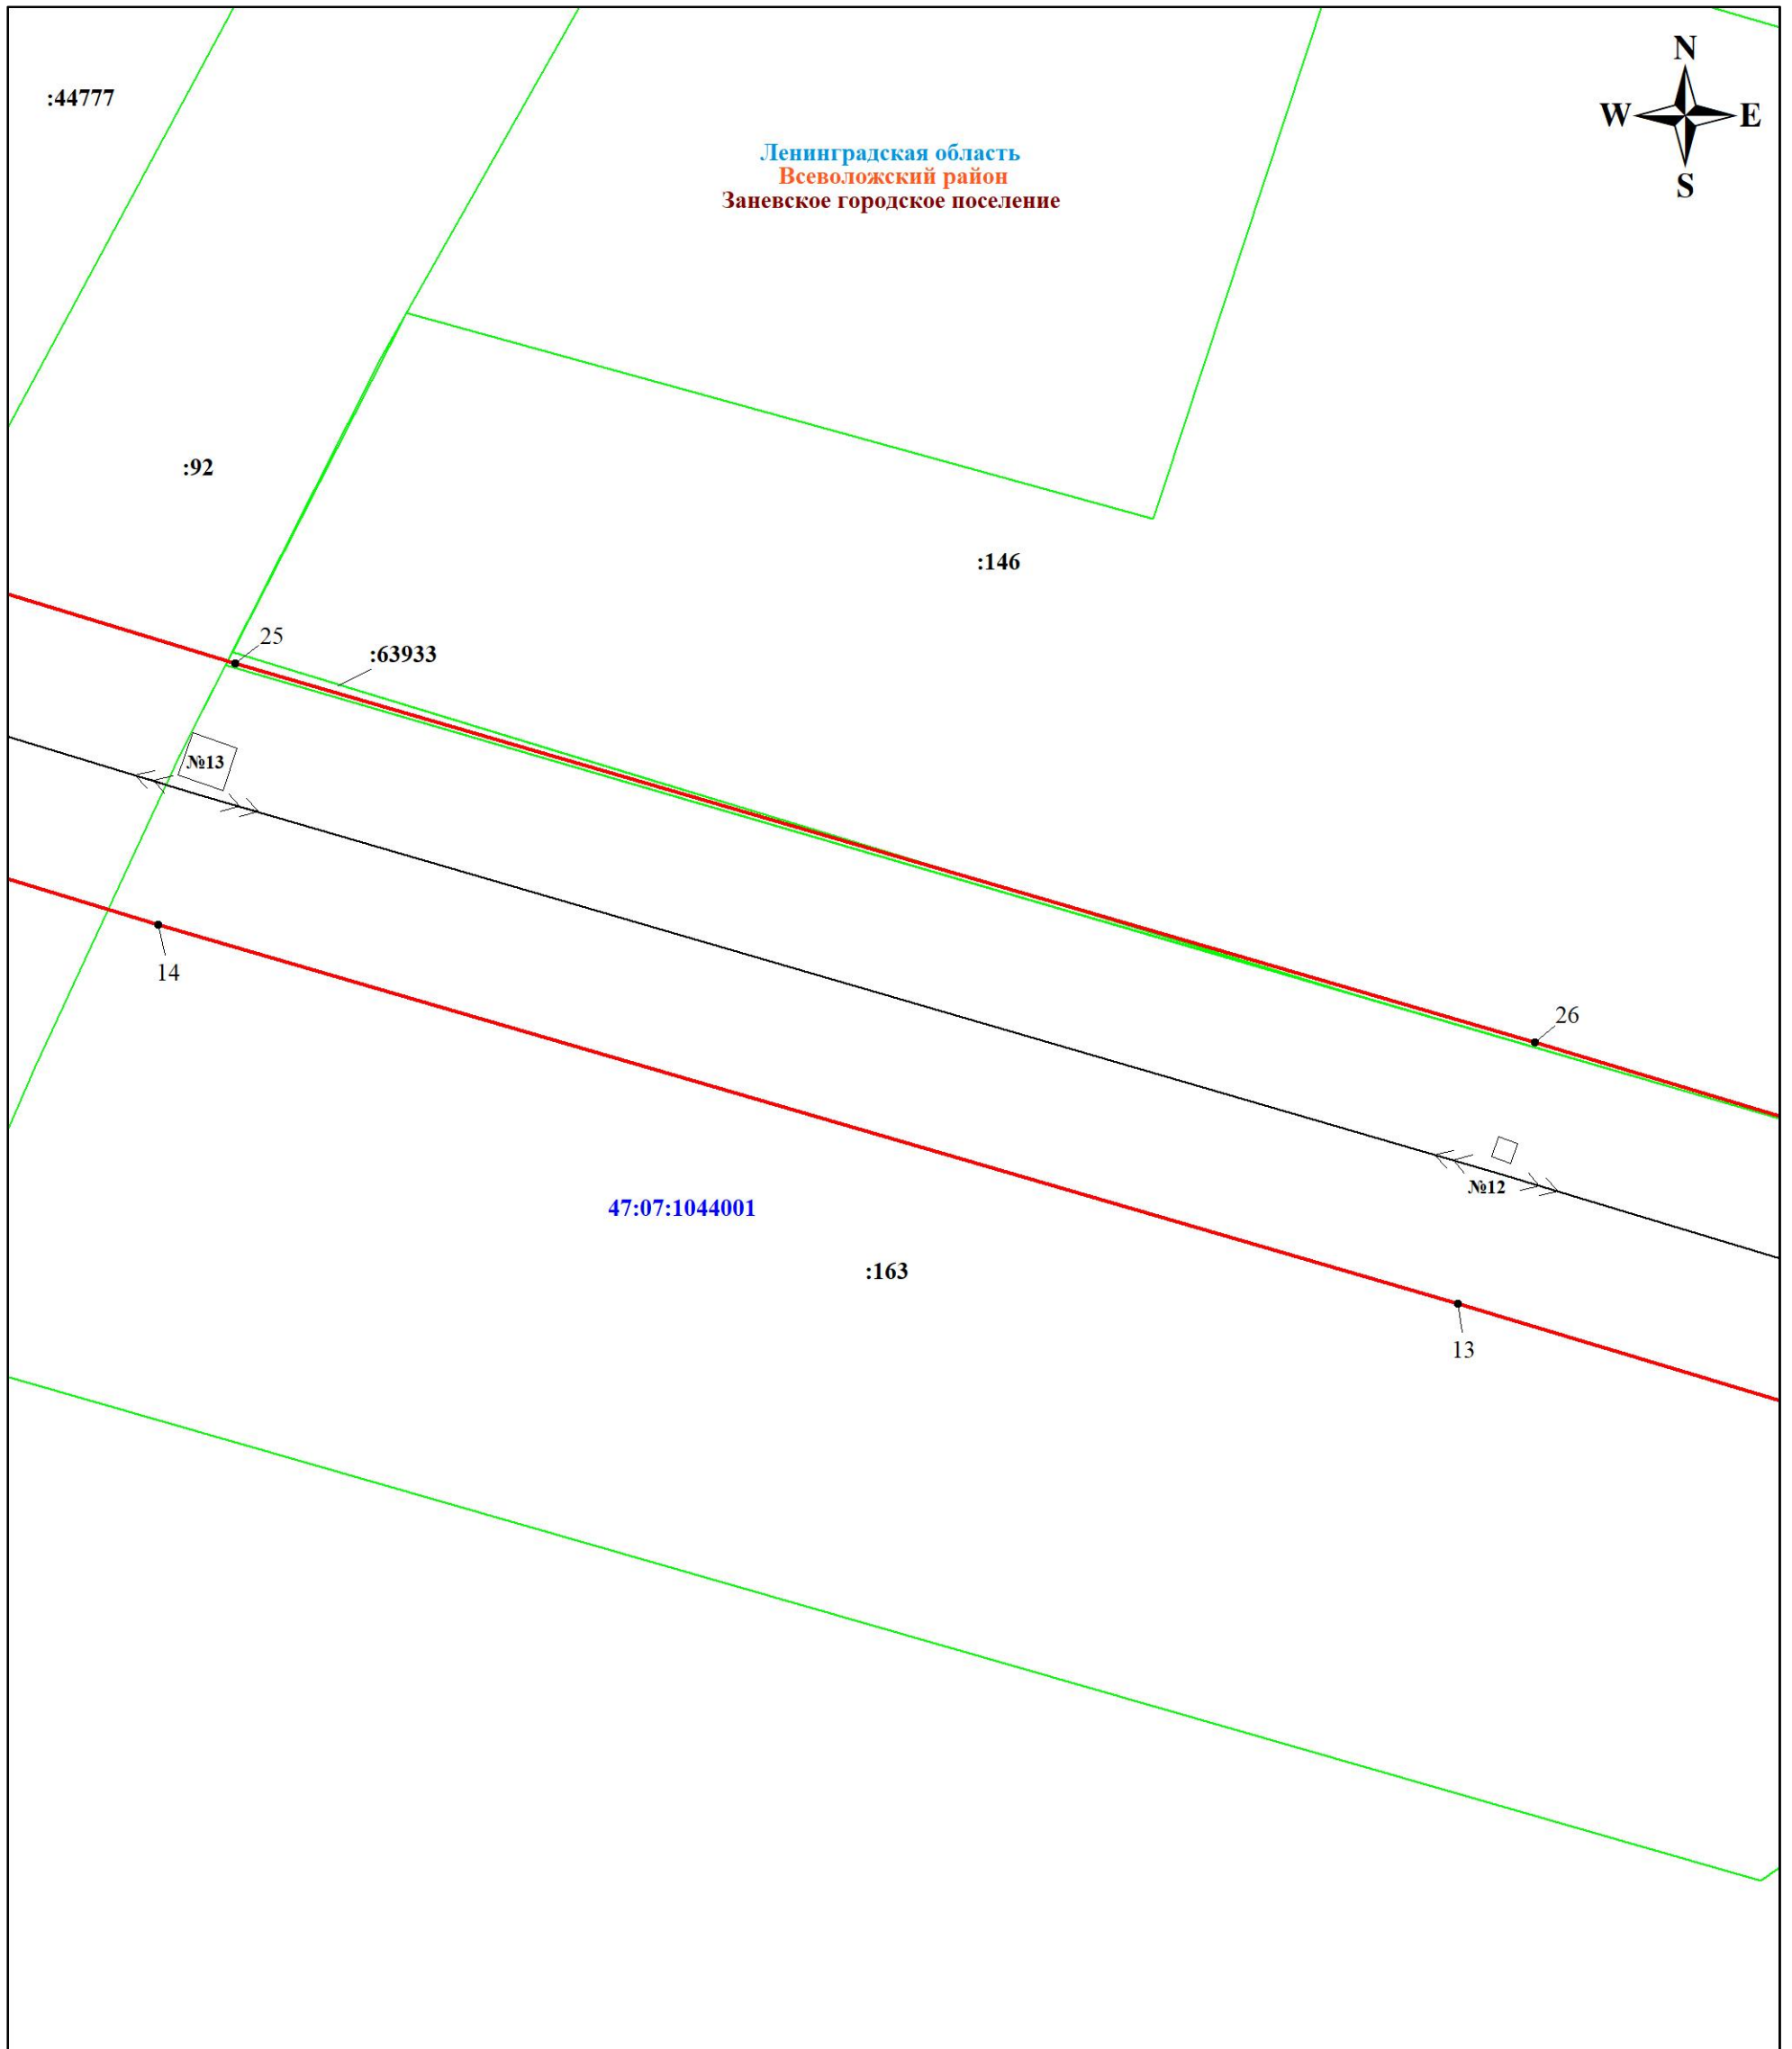 N
:44777
W E
Ленинградская область
Всеволожский район
S
Заневское городское поселение
:92
:146
25
:63933
№13
14
26
№12
47:07:1044001
:163
13